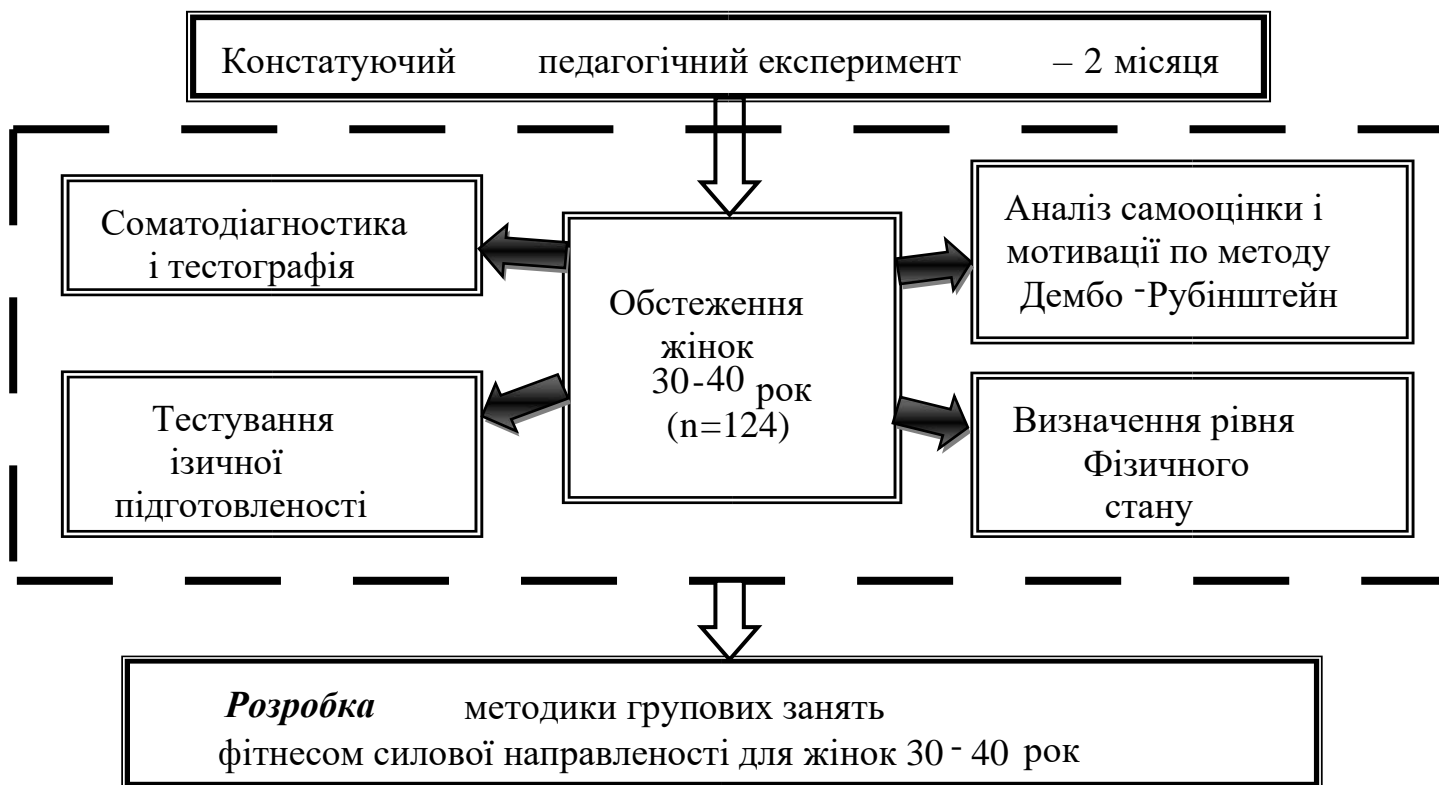 Констатуючий педагогічний експеримент – 2 місяця
Соматодіагностика
і тестографія
Аналіз самооцінки і
мотивації по методу
Дембо -Рубінштейн
Обстеження
жінок
30-40 рок
(n=124)
Тестування
ізичної
підготовленості
Визначення рівня
Фізичного
стану
Розробка методики групових занять
фітнесом силової направленості для жінок 30 - 40 рок